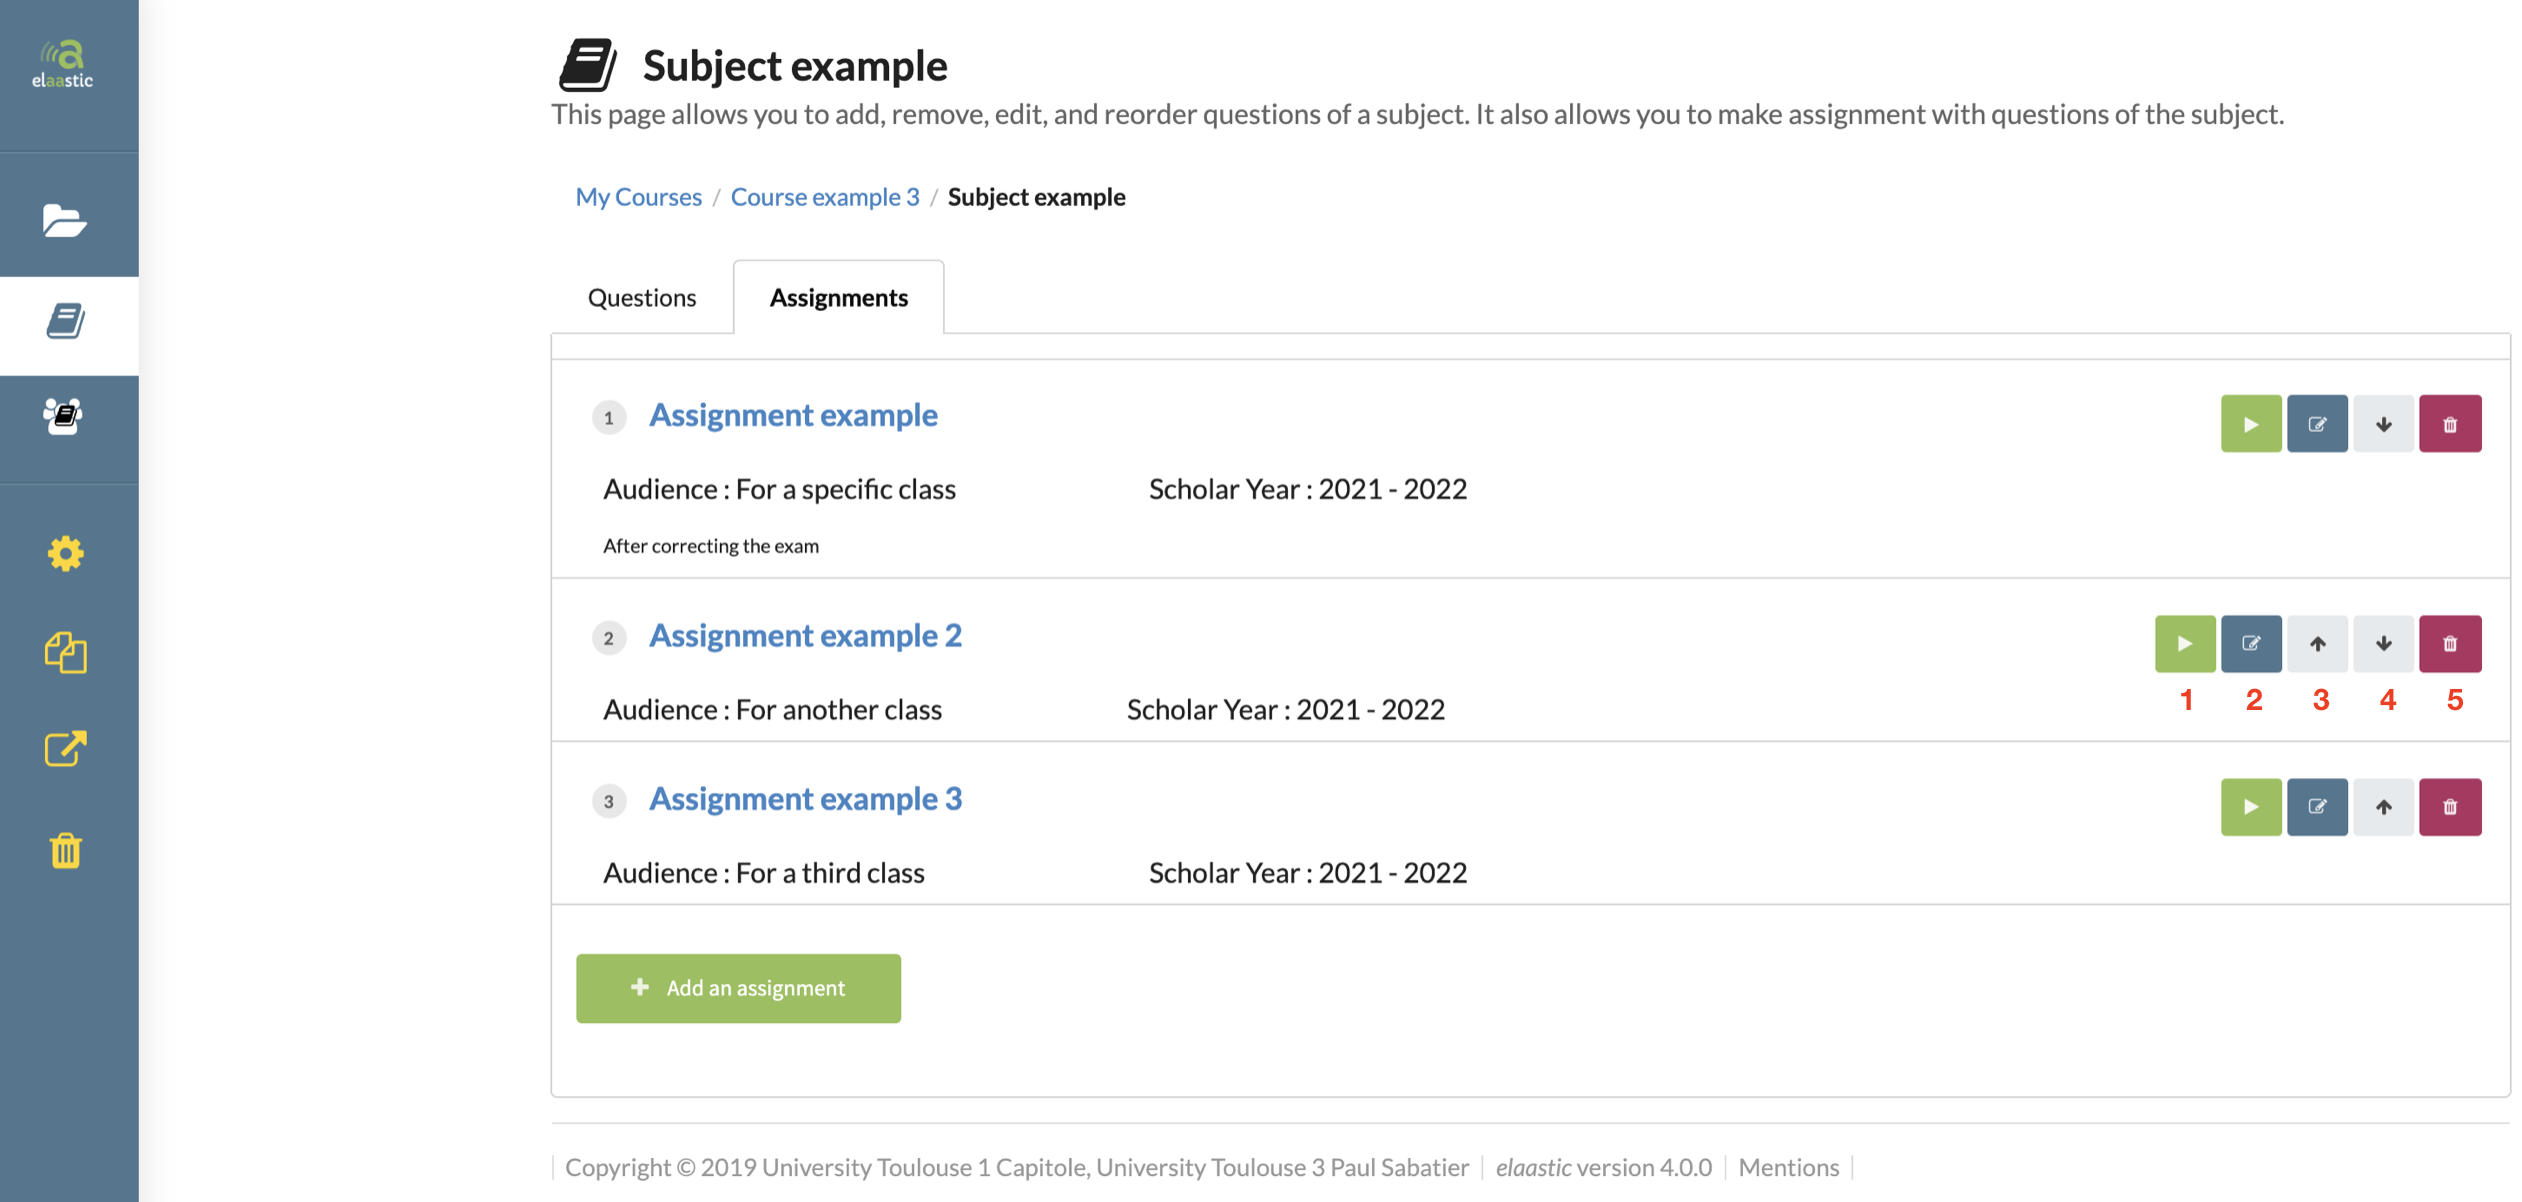 elaastic
Subject example
This page allows you to add, remove, edit, and reorder questions of a subject. It also allows you to make assignment with questions of the subject.
My Courses / Course example 3 / Subject example
Questions Assignments
1 Assignment example
Audience : For a specific class Scholar Year : 2021 - 2022
After correcting the exam
2 Assignment example 2
1 2 3 4 5
Audience : For another class Scholar Year : 2021 - 2022
3 Assignment example 3
Audience : For a third class Scholar Year : 2021 - 2022
Add an assignment
Copyright © 2019 University Toulouse 1 Capitole, University Toulouse 3 Paul Sabatier | elaastic version 4.0.0 | Mentions |